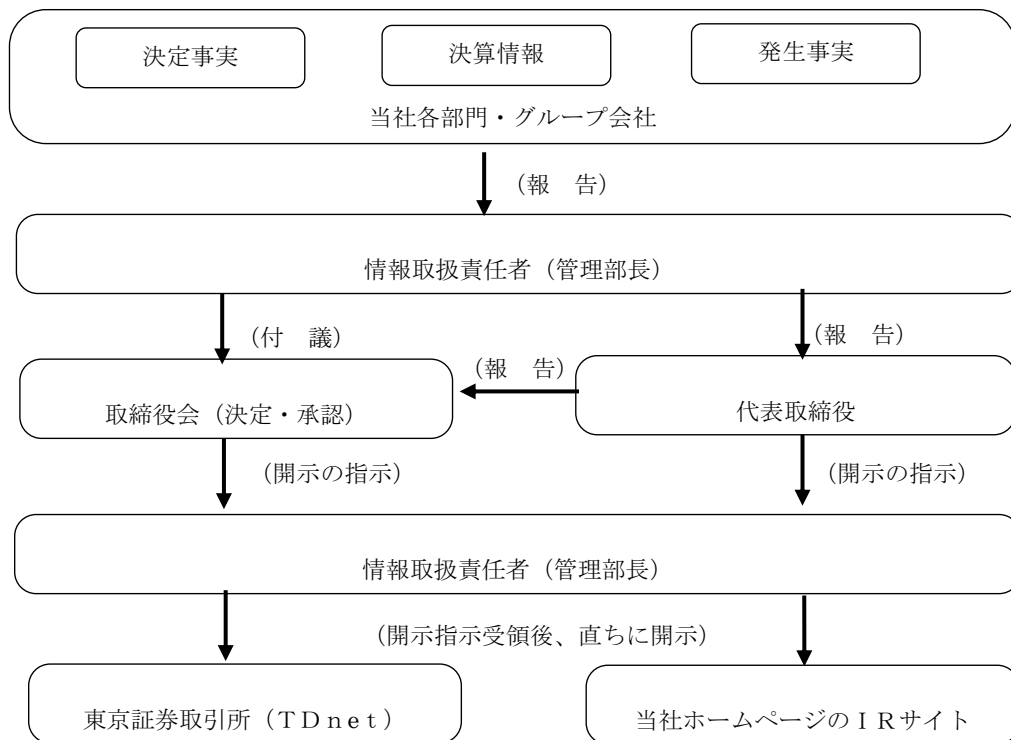 決定事実
決算情報
発生事実
当社各部門・グループ会社
（報　告）
情報取扱責任者（管理部長）
（付　議）
（報　告）
（報　告）
取締役会（決定・承認）
代表取締役
（開示の指示）
（開示の指示）
情報取扱責任者（管理部長）
（開示指示受領後、直ちに開示）
東京証券取引所（ＴＤｎｅｔ）
当社ホームページのＩＲサイト